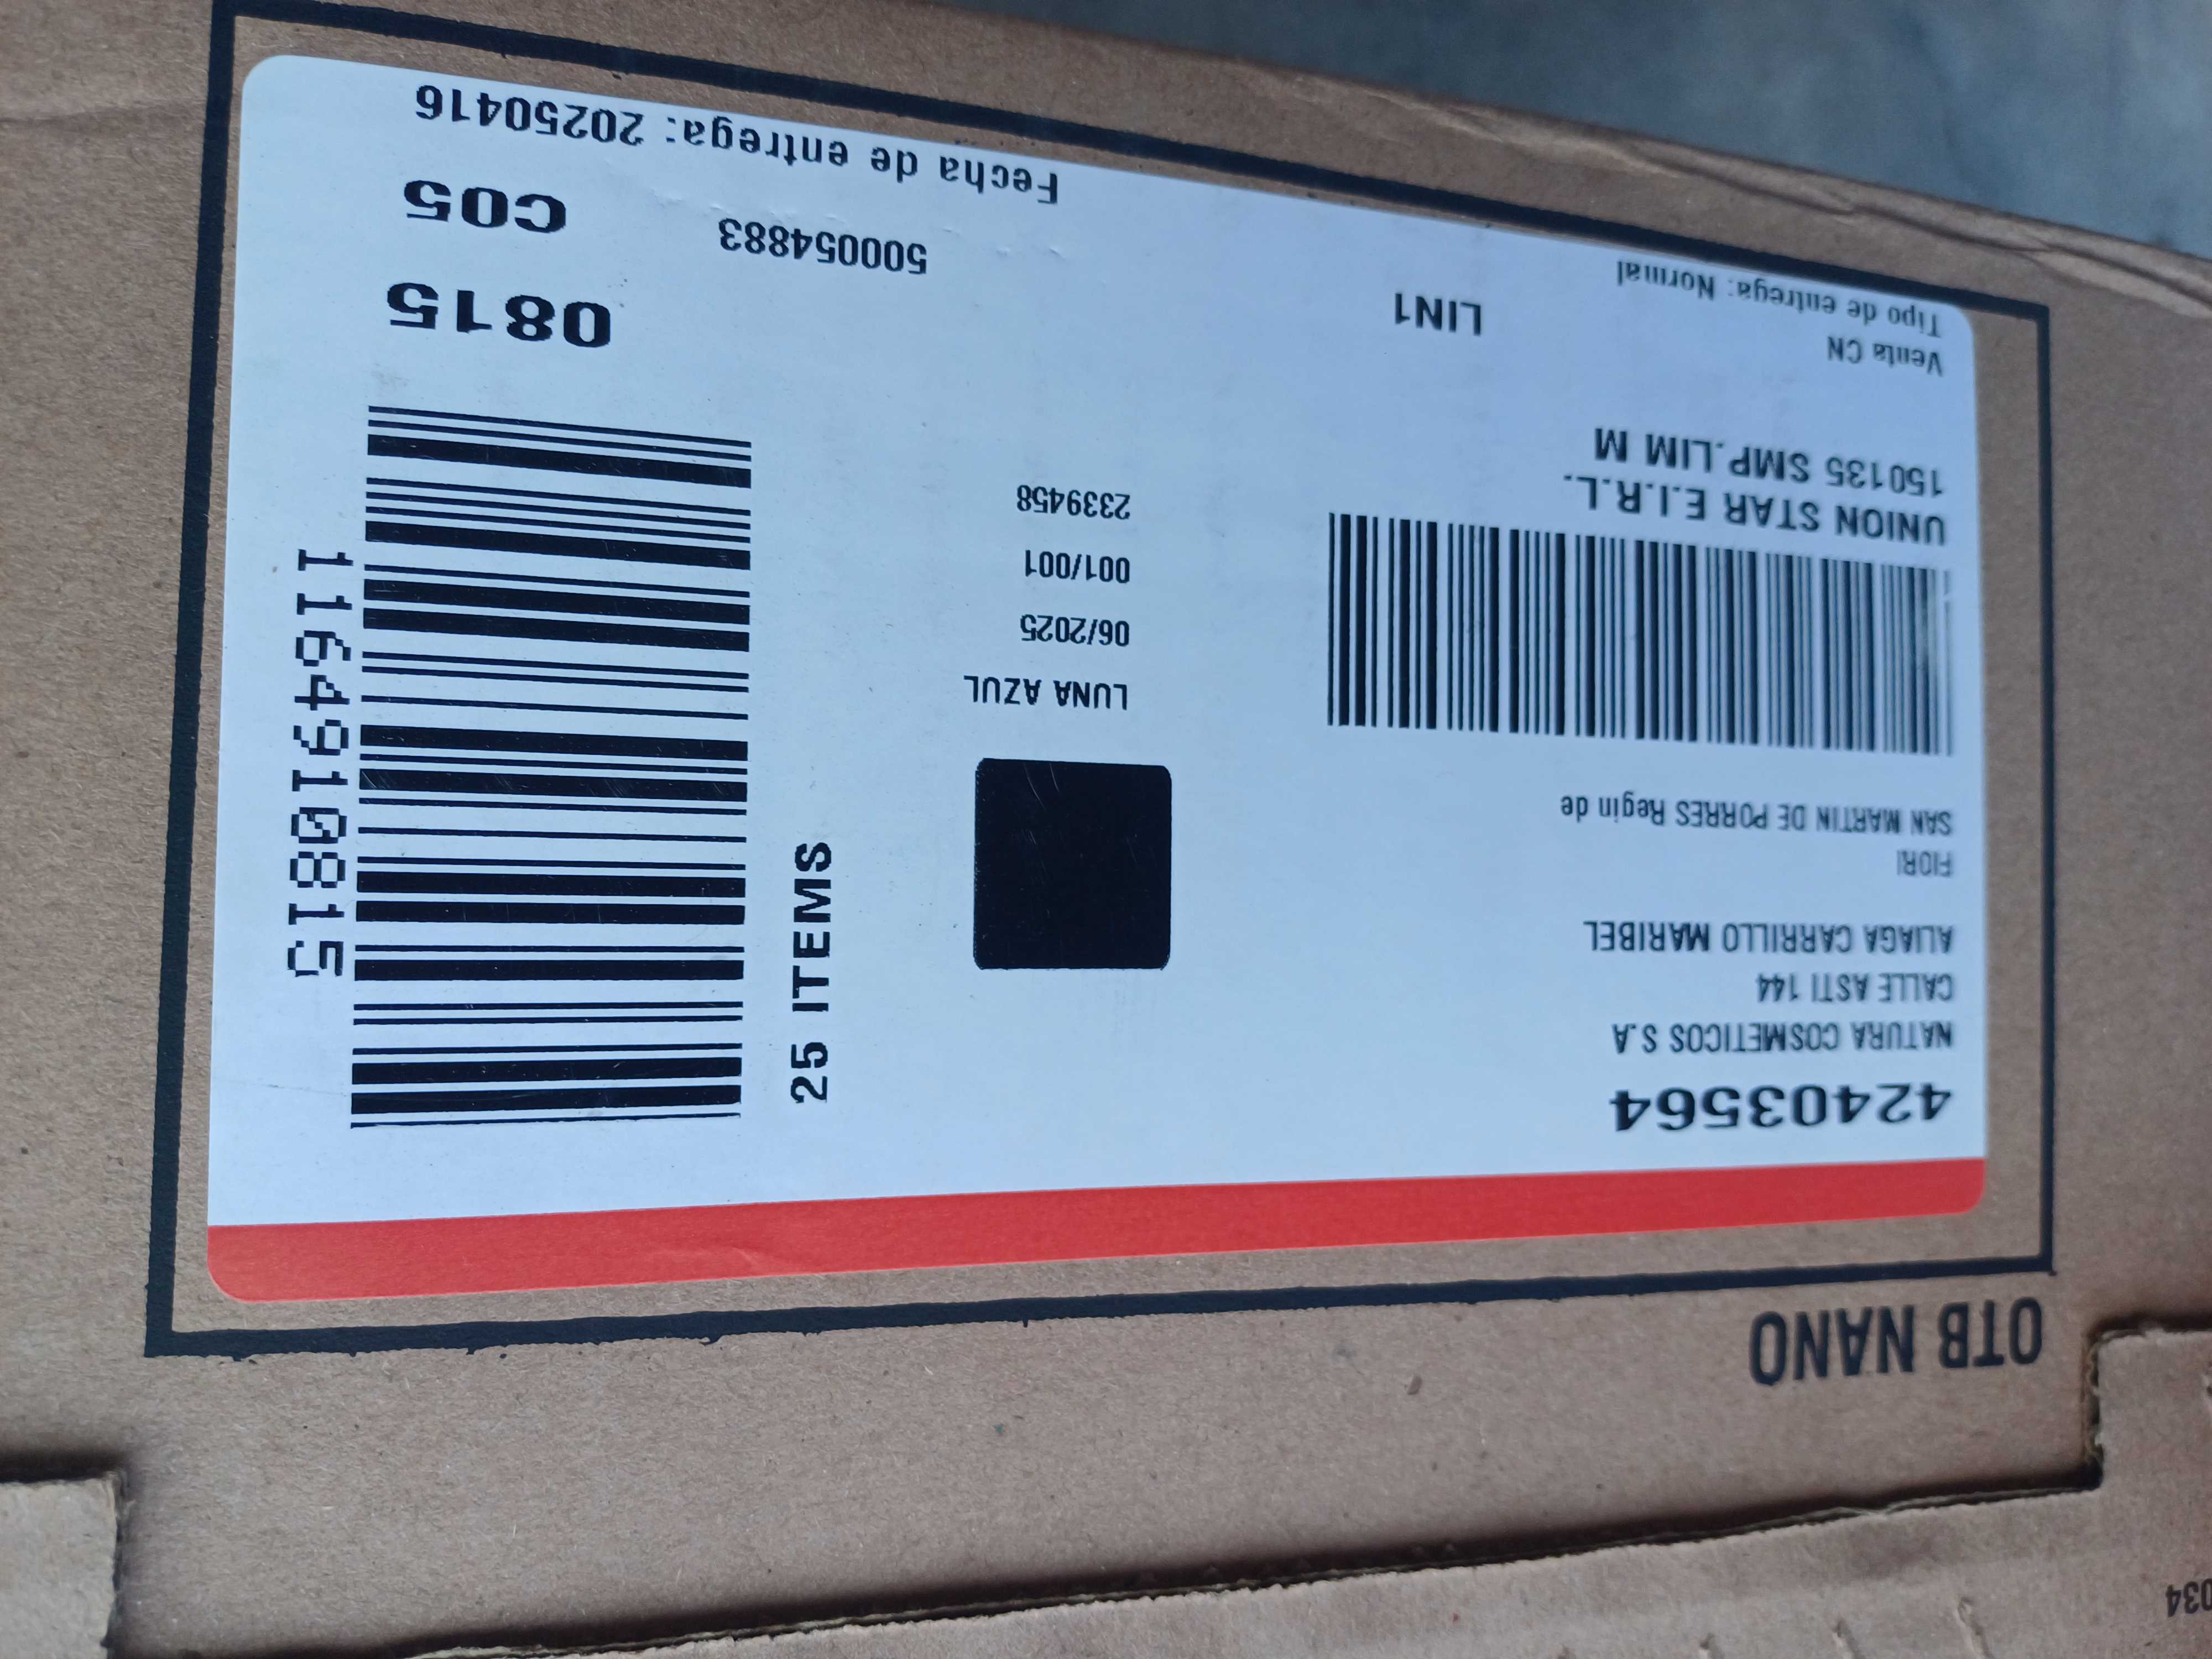 OTB NANO
42403564
NATURA COSMETICOS S.A
CALLE ASTI 144
ALIAGA CARRILLO MARIBEL
FIORI
SAN MARTIN DE PORRES Regin de
UNION STAR E.I.R.L.
150135 SMP.LIM M
Venta CN
Tipo de entrega: Normal
LIN1
LUNA AZUL
06/2025
001/001
2339458
25 ITEMS
1164910815
0815
500054883
C05
Fecha de entrega: 20250416
034